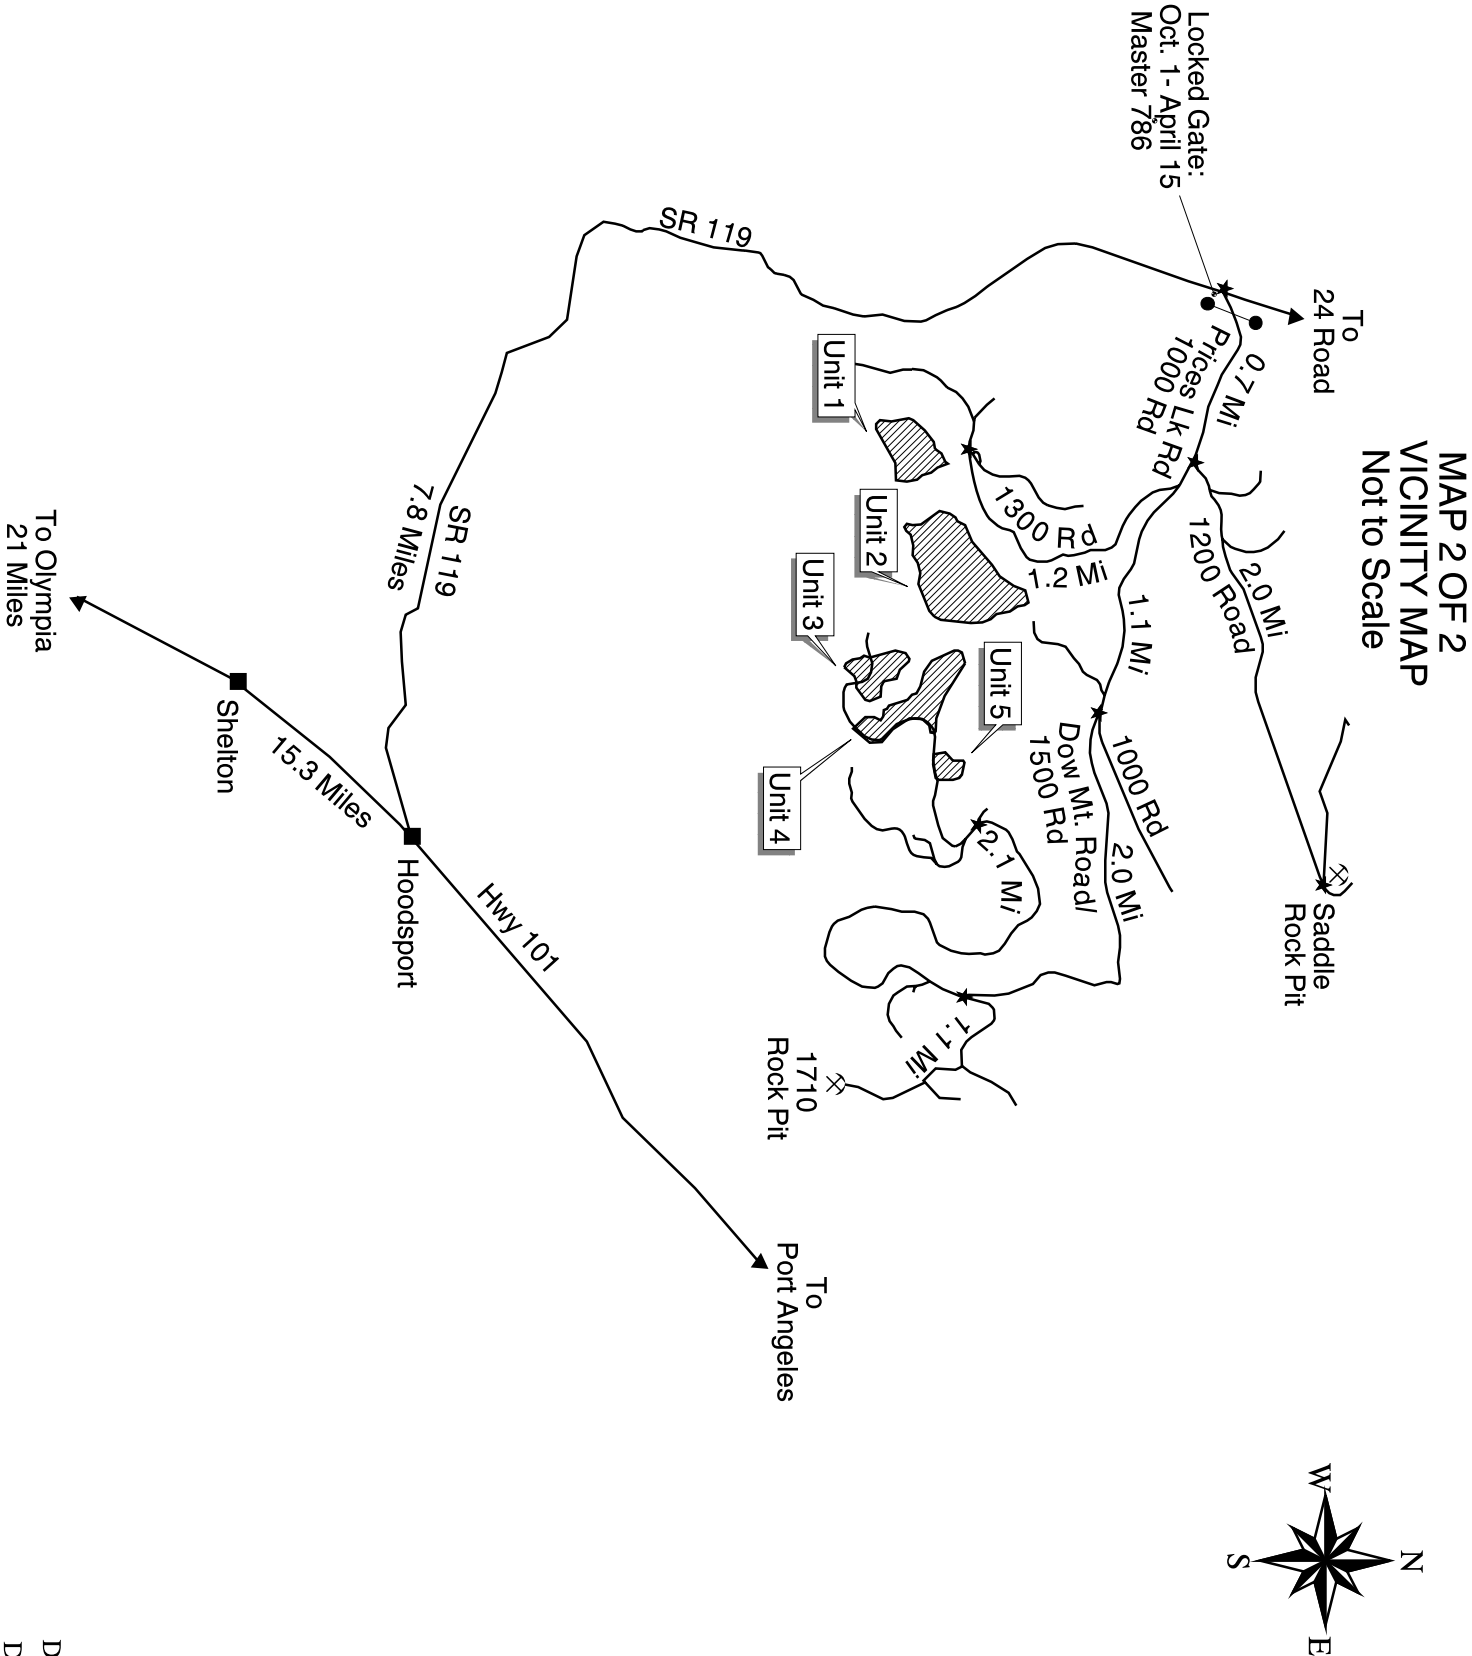 MAP 2 OF 2
VICINITY MAP
Not to Scale
To
24 Road
Locked Gate:
Oct. 1- April 15
Master 786
0.7 Mi
Prices Lk Rd
1000 Rd
2.0 Mi
1200 Road
Saddle
Rock Pit
1300 Rd
1.2 Mi
1.1 Mi
1000 Rd
2.0 Mi
Dow Mt. Road/
1500 Rd
SR 119
Unit 1
Unit 2
Unit 3
Unit 5
Unit 4
2.1 Mi
1.1 Mi
1710
Rock Pit
To
Port Angeles
SR 119
7.8 Miles
Hwy 101
Hoodsport
15.3 Miles
Shelton
To Olympia
21 Miles
N
W
E
S
D
D